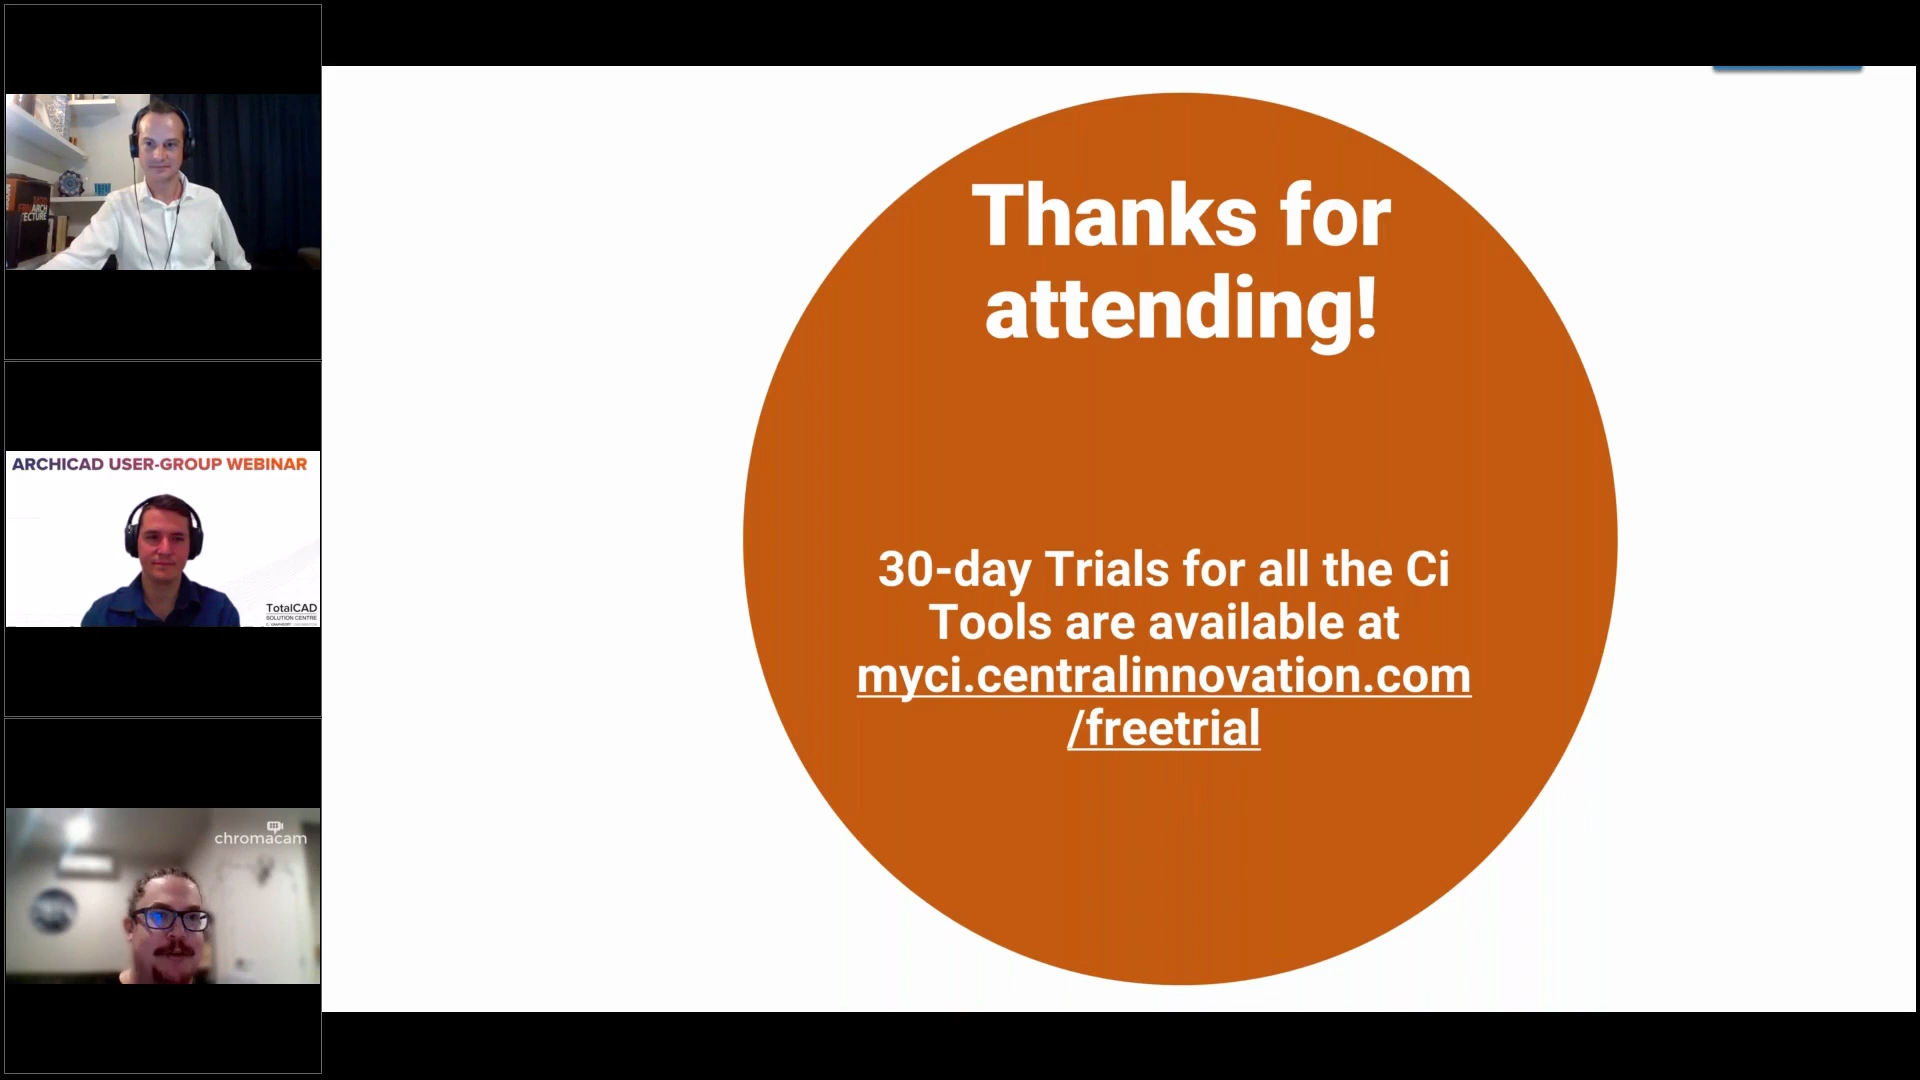 ARCHICAD USER-GROUP WEBINAR
TotalCAD
SOLUTION CENTRE
chromacam
Thanks for
attending!
30-day Trials for all the Ci
Tools are available at
myci.centralinnovation.com
/freetrial